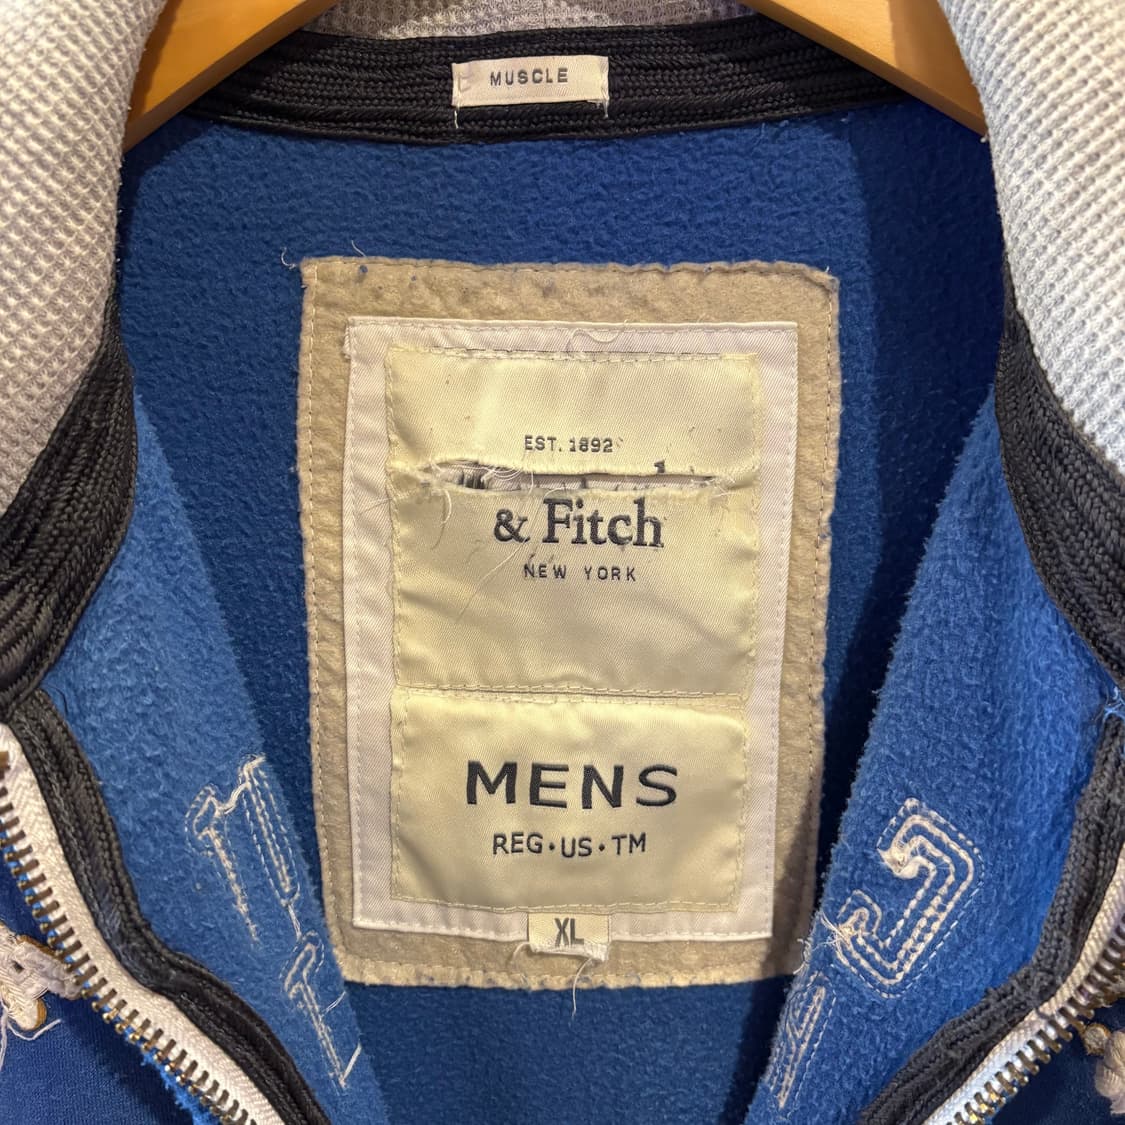 MUSCLE
EST. 1892
& Fitch
NEW YORK
MENS
REG·US·TM
XL